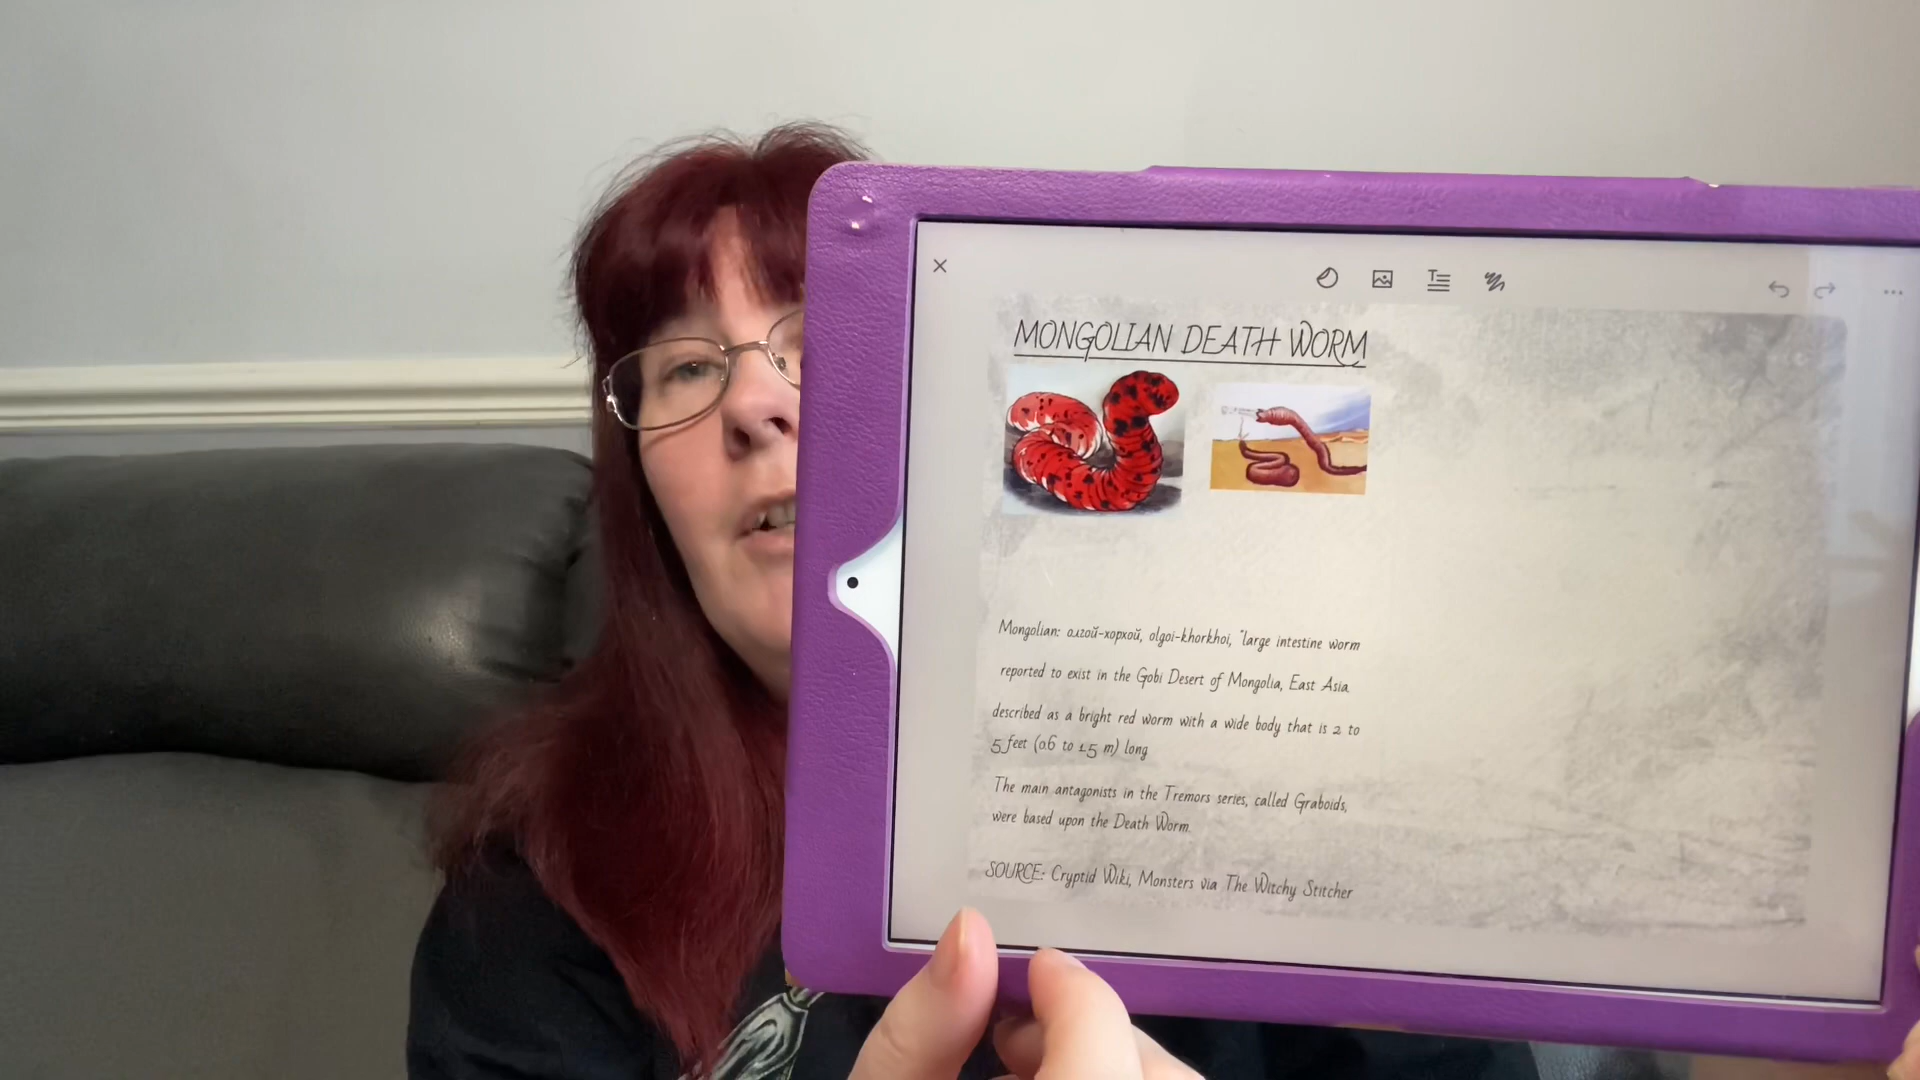 MONGOLIAN DEATH WORM
Mongolian: олгой-хорхой, olgoi-khorkhoi, "large intestine worm
reported to exist in the Gobi Desert of Mongolia, East Asia.
described as a bright red worm with a wide body that is 2 to
5 feet (0.6 to 1.5 m) long
The main antagonists in the Tremors series, called Graboids,
were based upon the Death Worm.
SOURCE: Cryptid Wiki, Monsters via The Witchy Stitcher